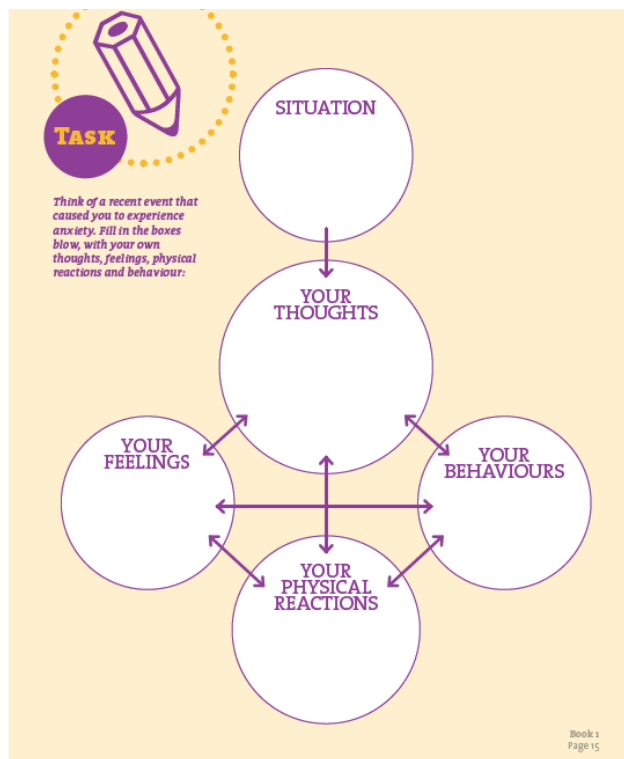 TASK
Think of a recent event that
caused you to experience
anxiety. Fill in the boxes
blow, with your own
thoughts, feelings, physical
reactions and behaviour:
SITUATION
YOUR
THOUGHTS
YOUR
FEELINGS
YOUR
BEHAVIOURS
YOUR
PHYSICAL
REACTIONS
Book 1
Page 15